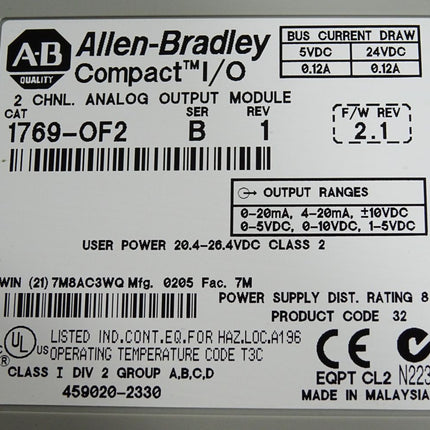 A-B
QUALITY
Allen-Bradley
Compact™ I/O
BUS CURRENT DRAW
5VDC 24VDC
0.12A 0.12A
2 CHNL. ANALOG OUTPUT MODULE
CAT SER REV
1769-OF2 B 1
F/W REV
2.1
OUTPUT RANGES
0-20mA, 4-20mA, ±10VDC
0-5VDC, 0-10VDC, 1-5VDC
USER POWER 20.4-26.4VDC CLASS 2
WIN (21) 7M8AC3WQ Mfg. 0205 Fac. 7M
POWER SUPPLY DIST. RATING 8
PRODUCT CODE 32
C UL US
LISTED IND.CONT.EQ.FOR HAZ.LOC.A196
OPERATING TEMPERATURE CODE T3C
CLASS I DIV 2 GROUP A,B,C,D
459020-2330
CE
EQPT CL2 N223
MADE IN MALAYSIA